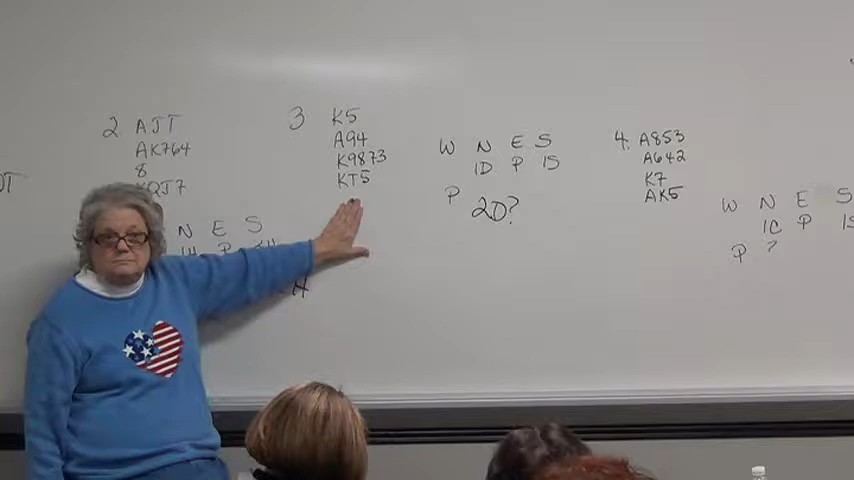 2 AJT
AK764
8
KQJ7
N E S
1H P
H
3 K5
A94
K9873
KT5
W N E S
1D P 1S
P 2D?
4. A853
A642
K7
AK5
W N E S
1C P 1S
P ?